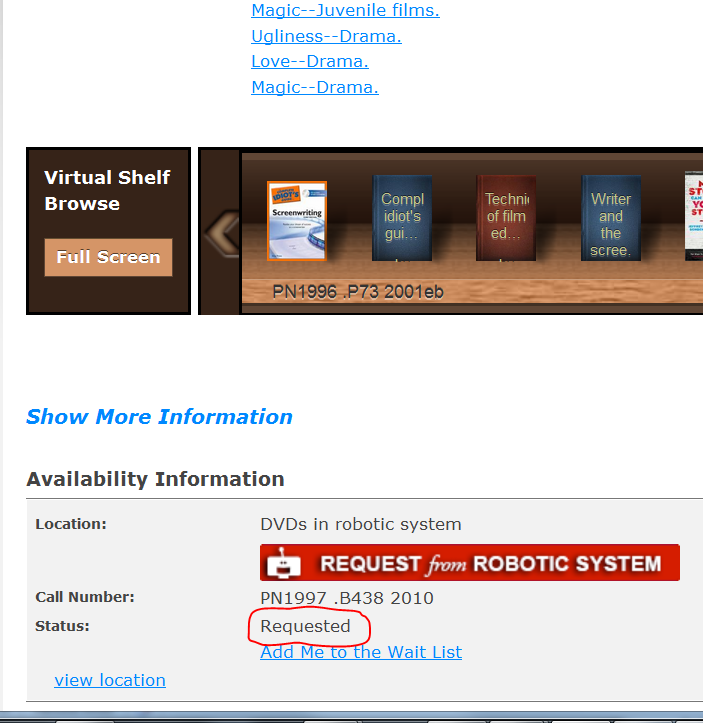 Magic--Juvenile films.
Ugliness--Drama.
Love--Drama.
Magic--Drama.
Virtual Shelf
Browse
Full Screen
IDIOT'S
Screenwriting
Compl
idiot's
gui...
Techni
of film
ed...
Writer
and
the
scree.
PN1996 .P73 2001eb
Show More Information
Availability Information
Location:
DVDs in robotic system
REQUEST from ROBOTIC SYSTEM
Call Number:
PN1997 .B438 2010
Status:
Requested
Add Me to the Wait List
view location